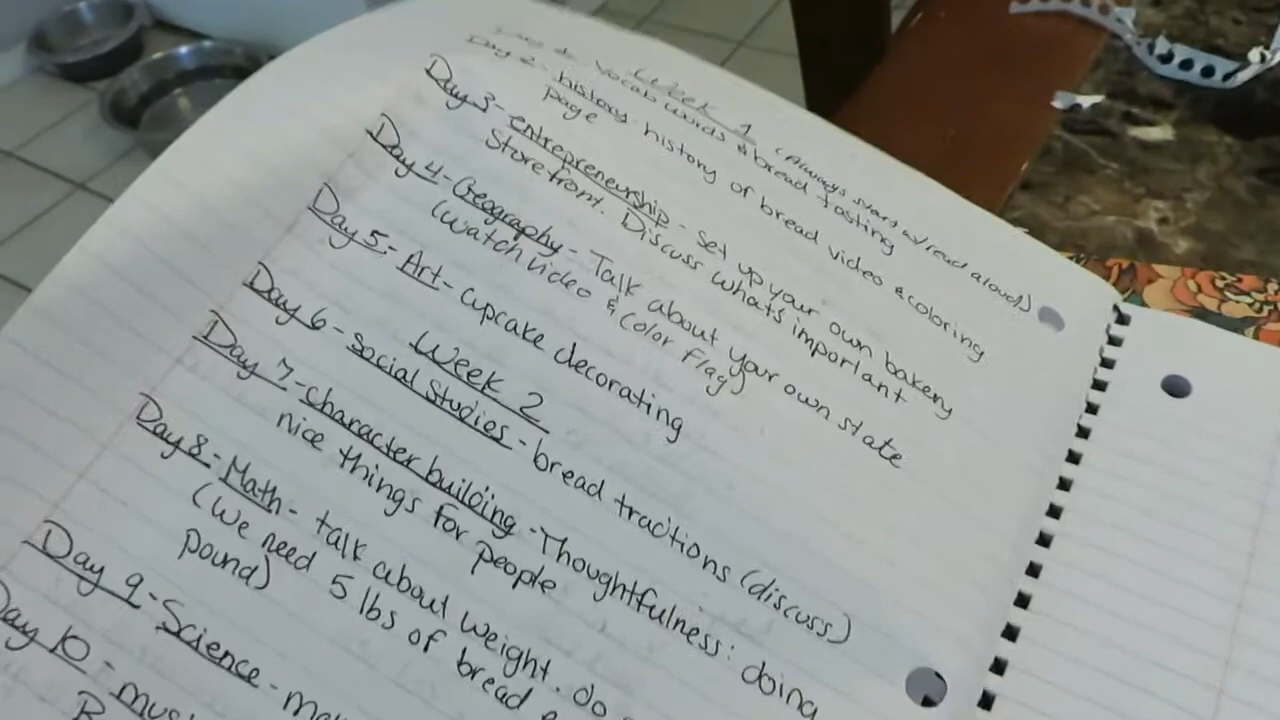 Week 1 (Always start w/ read aloud)
Day 1- Vocab words & bread tasting
Day 2- history- history of bread video & coloring
page
Day 3- entrepreneurship- set up your own bakery
Store front. Discuss whats important
Day 4- Geography- Talk about your own state
(watch video & color flag)
Day 5- Art- cupcake decorating
Week 2
Day 6- Social Studies- bread traditions (discuss)
Day 7- character building- Thoughtfulness: doing
nice things for people
Day 8- Math- talk about weight. do
(We need 5 lbs of bread
pound)
Day 9- Science-
Day 10-